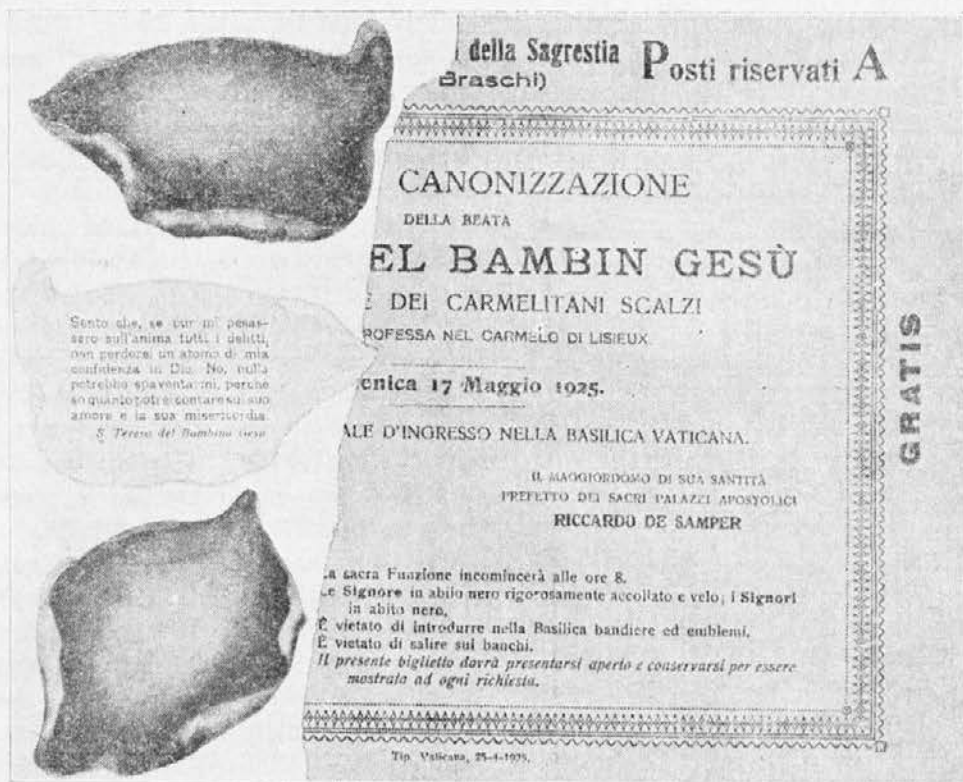 della Sagrestia
Braschi)
Posti riservati A
CANONIZZAZIONE
DELLA BEATA
EL BAMBIN GESÙ
E DEI CARMELITANI SCALZI
ROFESSA NEL CARMELO DI LISIEUX
enica 17 Maggio 1925.
ALE D'INGRESSO NELLA BASILICA VATICANA.
IL MAGGIORDOMO DI SUA SANTITÀ
PREFETTO DEI SACRI PALAZZI APOSTOLICI
RICCARDO DE SAMPER
La sacra Funzione incomincerà alle ore 8.
Le Signore in abito nero rigorosamente accollato e velo, i Signori
in abito nero.
È vietato di introdurre nella Basilica bandiere ed emblemi.
È vietato di salire sui banchi.
Il presente biglietto dovrà presentarsi aperto e conservarsi per essere
mostrato ad ogni richiesta.
Tip. Vaticana, 25-4-1925.
GRATIS
Sento che, se pur mi pesas-
sero sull'anima tutti i delitti,
non perderei un atomo di mia
confidenza in Dio. No, nulla
potrebbe spaventarmi, perchè
so quanto potrei contare sul suo
amore e la sua misericordia.
S. Teresa del Bambino Gesù